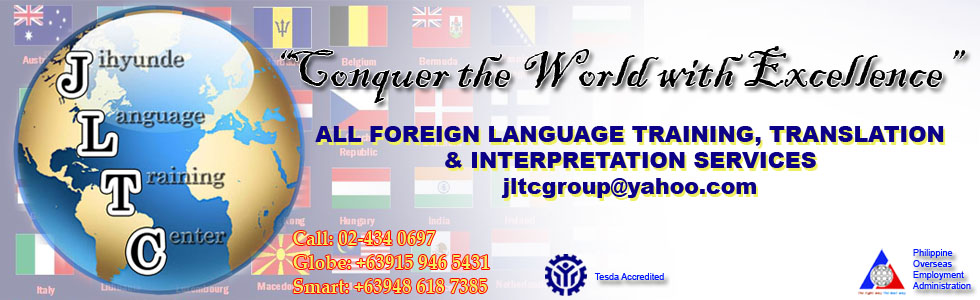 Jihyunde
Language
Training
Center
"Conquer the World with Excellence"
ALL FOREIGN LANGUAGE TRAINING, TRANSLATION
& INTERPRETATION SERVICES
jltcgroup@yahoo.com
Belgium
Bermuda
Republic
Hungary
India
Italy
Call: 02-434 0697
Globe: +63915 946 5431
Smart: +63948 618 7385
Tesda Accredited
Philippine
Overseas
Employment
Administration